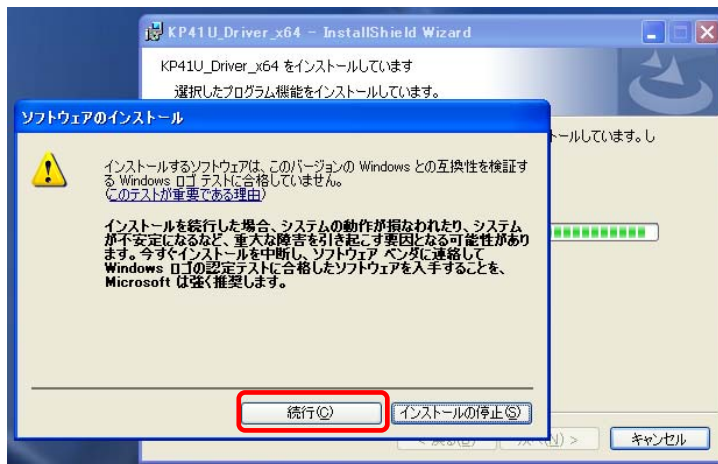 KP41U_Driver_x64 - InstallShield Wizard
KP41U_Driver_x64 をインストールしています
選択したプログラム機能をインストールしています。
ソフトウェアのインストール
トールしています。し
インストールするソフトウェアは、このバージョンの Windows との互換性を検証す
る Windows ロゴ テストに合格していません。
(このテストが重要である理由)
インストールを続行した場合、システムの動作が損なわれたり、システム
が不安定になるなど、重大な障害を引き起こす要因となる可能性があり
ます。今すぐインストールを中断し、ソフトウェア ベンダに連絡して
Windows ロゴの認定テストに合格したソフトウェアを入手することを、
Microsoft は強く推奨します。
続行(C)
インストールの停止(S)
(N) >
キャンセル